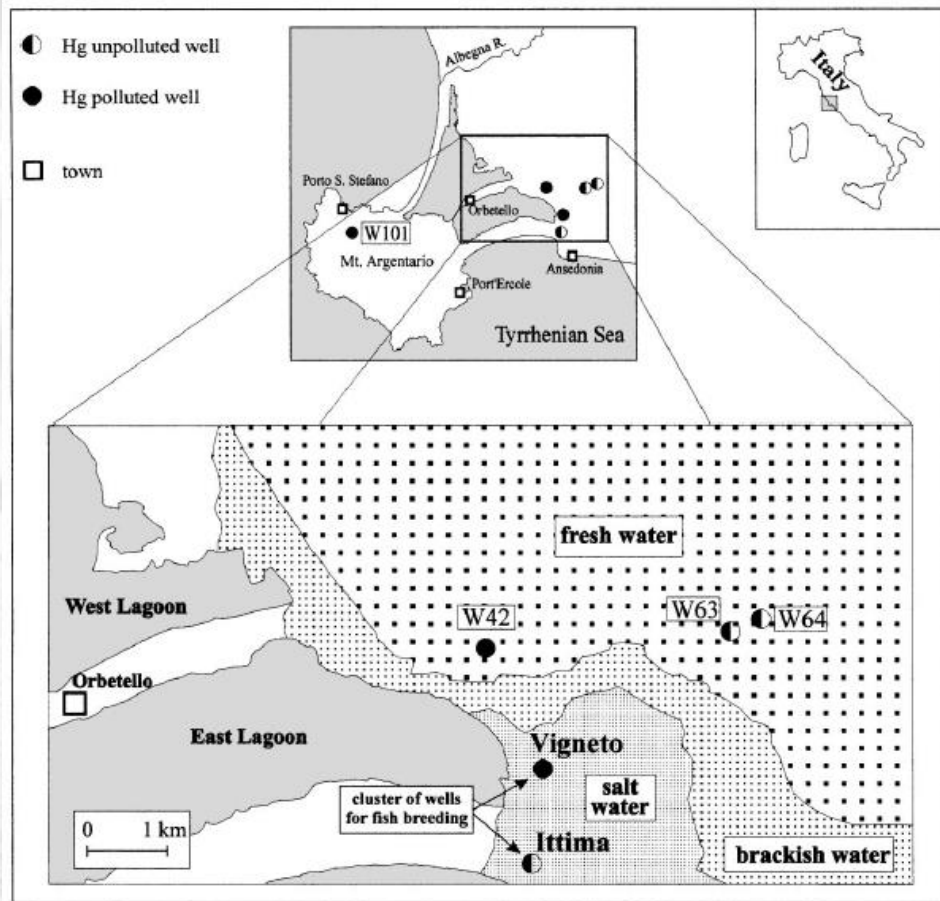 Hg unpolluted well
Hg polluted well
town
Albegna R.
Porto S. Stefano
W101
Mt. Argentario
Orbetello
Port'Ercole
Ansedonia
Tyrrhenian Sea
Italy
fresh water
W42
W63
W64
West Lagoon
Orbetello
East Lagoon
Vigneto
cluster of wells
for fish breeding
salt
water
Ittima
brackish water
0 1 km